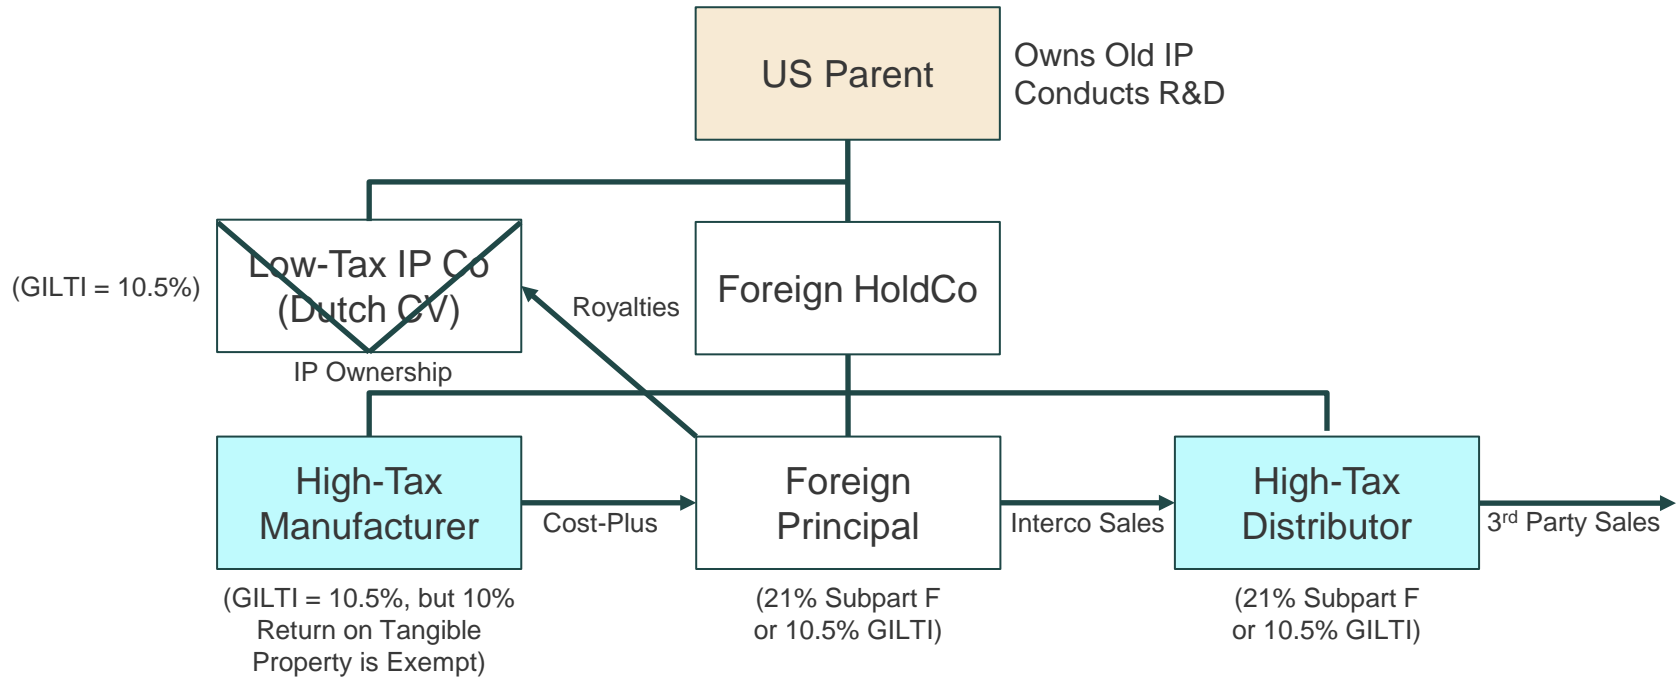 US Parent
Owns Old IP
Conducts R&D
(GILTI = 10.5%)
Low-Tax IP Co
(Dutch CV)
IP Ownership
Royalties
Foreign HoldCo
High-Tax
Manufacturer
Cost-Plus
Foreign
Principal
Interco Sales
High-Tax
Distributor
3rd Party Sales
(GILTI = 10.5%, but 10%
Return on Tangible
Property is Exempt)
(21% Subpart F
or 10.5% GILTI)
(21% Subpart F
or 10.5% GILTI)